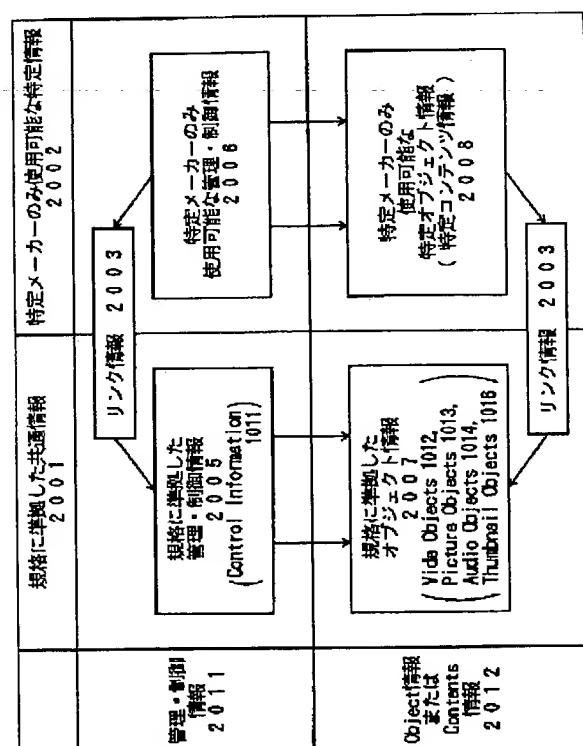 規格に準拠した共通情報
2001
特定メーカーのみ使用可能な特定情報
2002
管理・制御
情報
2011
リンク情報 2003
規格に準拠した
管理・制御情報
2005
(Control Information
1011)
特定メーカーのみ
使用可能な管理・制御情報
2006
Object情報
または
Contents
情報
2012
規格に準拠した
オブジェクト情報
2007
(Vide Objects 1012,
Picture Objects 1013,
Audio Objects 1014,
Thumbnail Objects 1016)
特定メーカーのみ
使用可能な
特定オブジェクト情報
(特定コンテンツ情報)
2008
リンク情報 2003